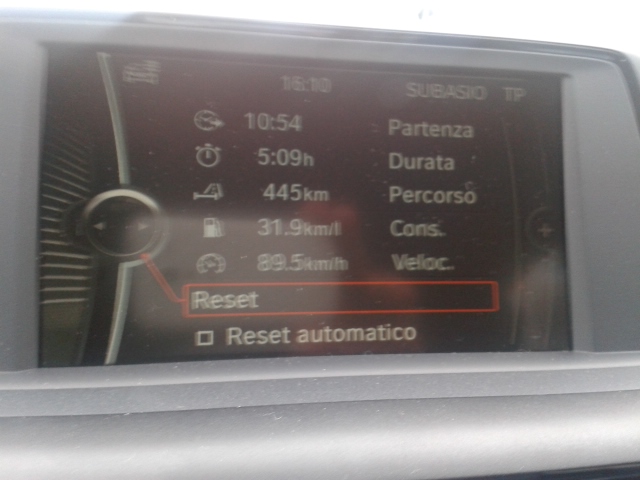 16:10 SUBASIO TP
10:54 Partenza
5:09h Durata
445km Percorso
31.9km/l Cons.
89.5km/h Veloc.
Reset
Reset automatico